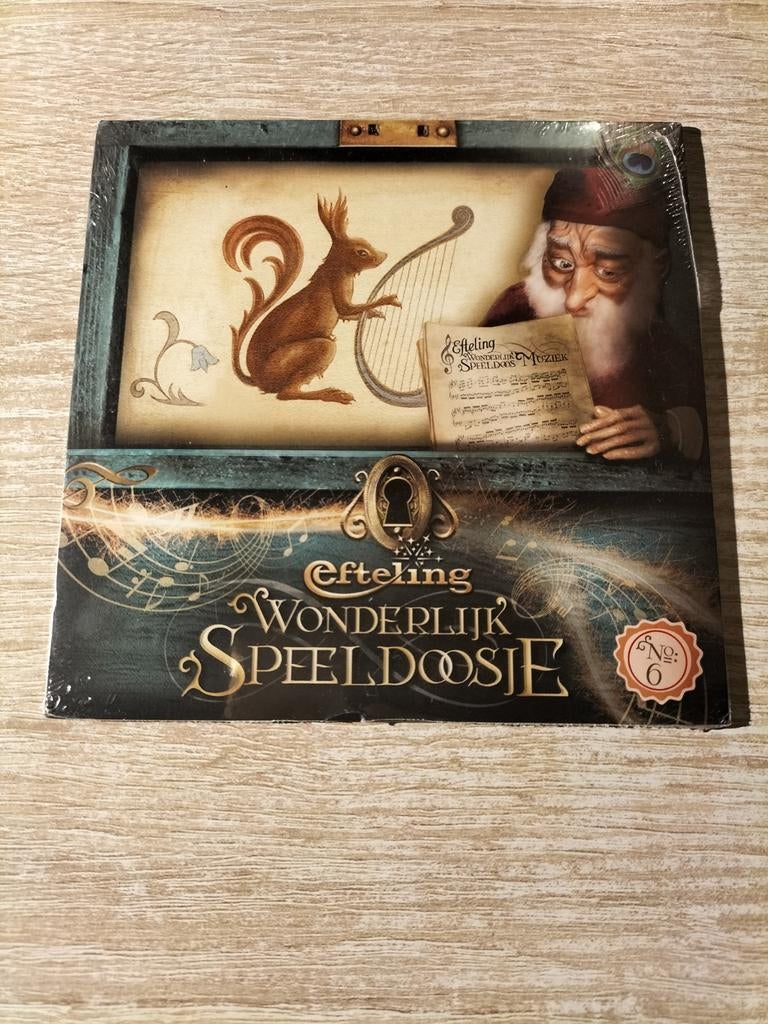 Efteling
WONDERLIJK
SPEELDOOS MUZIEK
efteling
WONDERLIJK
SPEELDOOSJE
No:
6